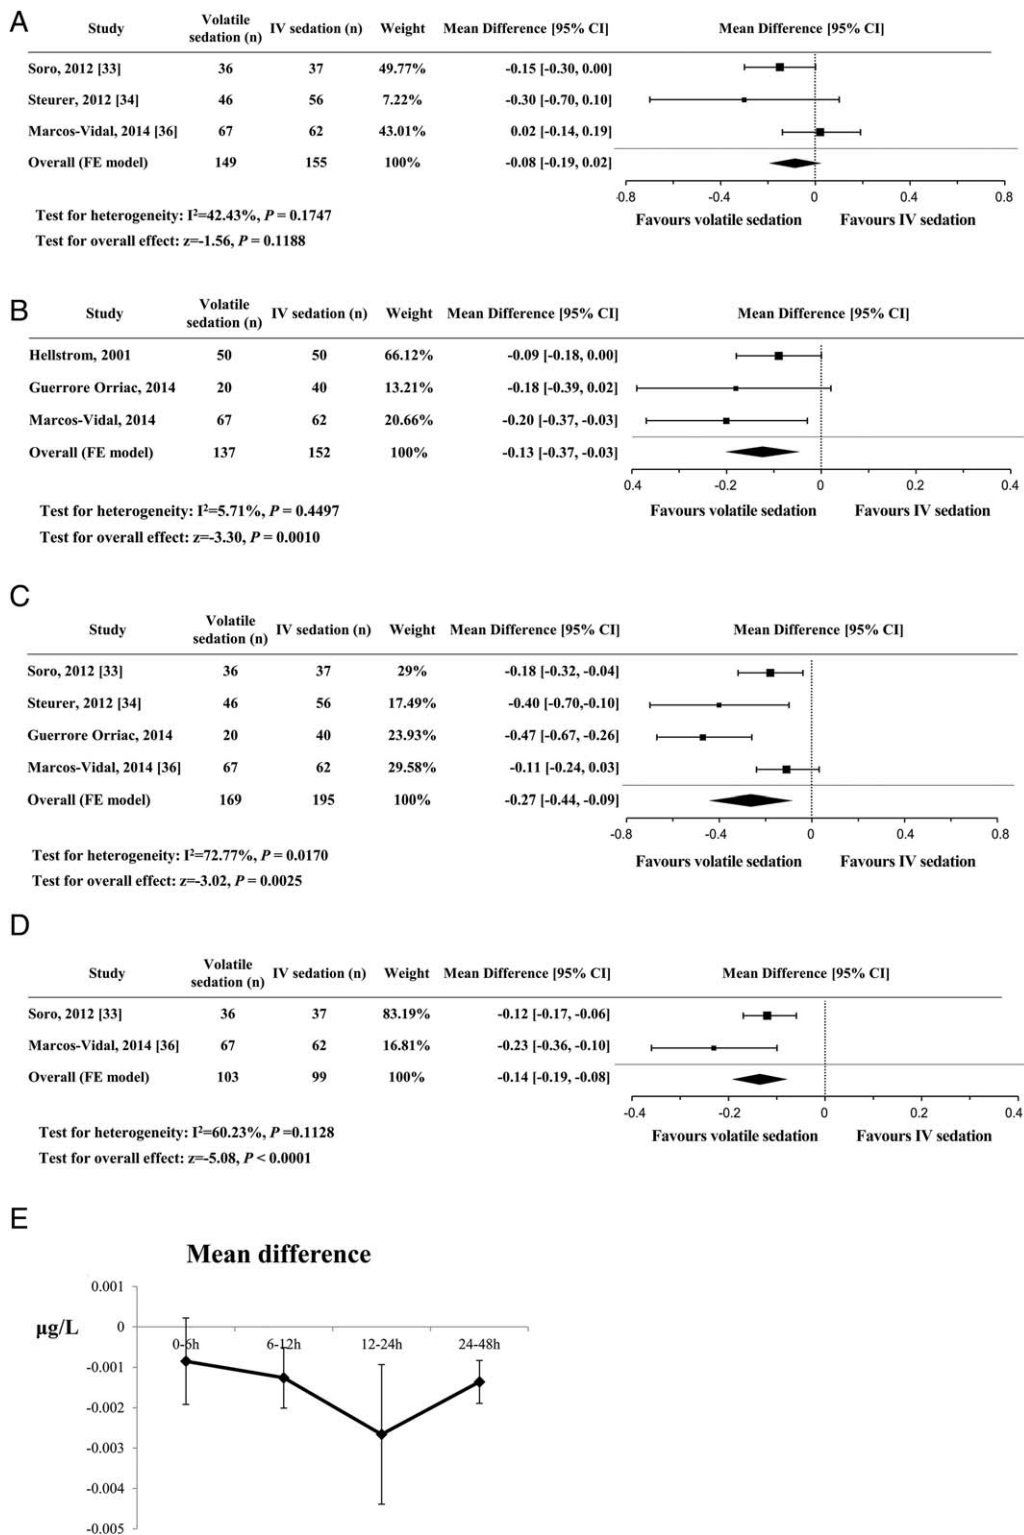 A
Study Volatile sedation (n) IV sedation (n) Weight Mean Difference [95% CI] Mean Difference [95% CI]
Soro, 2012 [33] 36 37 49.77% -0.15 [-0.30, 0.00]
Steurer, 2012 [34] 46 56 7.22% -0.30 [-0.70, 0.10]
Marcos-Vidal, 2014 [36] 67 62 43.01% 0.02 [-0.14, 0.19]
Overall (FE model) 149 155 100% -0.08 [-0.19, 0.02]
-0.8 -0.4 0 0.4 0.8
Favours volatile sedation Favours IV sedation
Test for heterogeneity: I²=42.43%, P = 0.1747
Test for overall effect: z=-1.56, P = 0.1188
B
Study Volatile sedation (n) IV sedation (n) Weight Mean Difference [95% CI] Mean Difference [95% CI]
Hellstrom, 2001 50 50 66.12% -0.09 [-0.18, 0.00]
Guerrore Orriac, 2014 20 40 13.21% -0.18 [-0.39, 0.02]
Marcos-Vidal, 2014 67 62 20.66% -0.20 [-0.37, -0.03]
Overall (FE model) 137 152 100% -0.13 [-0.37, -0.03]
0.4 -0.2 0 0.2 0.4
Favours volatile sedation Favours IV sedation
Test for heterogeneity: I²=5.71%, P = 0.4497
Test for overall effect: z=-3.30, P = 0.0010
C
Study Volatile sedation (n) IV sedation (n) Weight Mean Difference [95% CI] Mean Difference [95% CI]
Soro, 2012 [33] 36 37 29% -0.18 [-0.32, -0.04]
Steurer, 2012 [34] 46 56 17.49% -0.40 [-0.70,-0.10]
Guerrore Orriac, 2014 20 40 23.93% -0.47 [-0.67, -0.26]
Marcos-Vidal, 2014 [36] 67 62 29.58% -0.11 [-0.24, 0.03]
Overall (FE model) 169 195 100% -0.27 [-0.44, -0.09]
-0.8 -0.4 0 0.4 0.8
Favours volatile sedation Favours IV sedation
Test for heterogeneity: I²=72.77%, P = 0.0170
Test for overall effect: z=-3.02, P = 0.0025
D
Study Volatile sedation (n) IV sedation (n) Weight Mean Difference [95% CI] Mean Difference [95% CI]
Soro, 2012 [33] 36 37 83.19% -0.12 [-0.17, -0.06]
Marcos-Vidal, 2014 [36] 67 62 16.81% -0.23 [-0.36, -0.10]
Overall (FE model) 103 99 100% -0.14 [-0.19, -0.08]
-0.4 -0.2 0 0.2 0.4
Favours volatile sedation Favours IV sedation
Test for heterogeneity: I²=60.23%, P =0.1128
Test for overall effect: z=-5.08, P < 0.0001
E
Mean difference
0.001
µg/L 0
0-6h 6-12h 12-24h 24-48h
-0.001
-0.002
-0.003
-0.004
-0.005